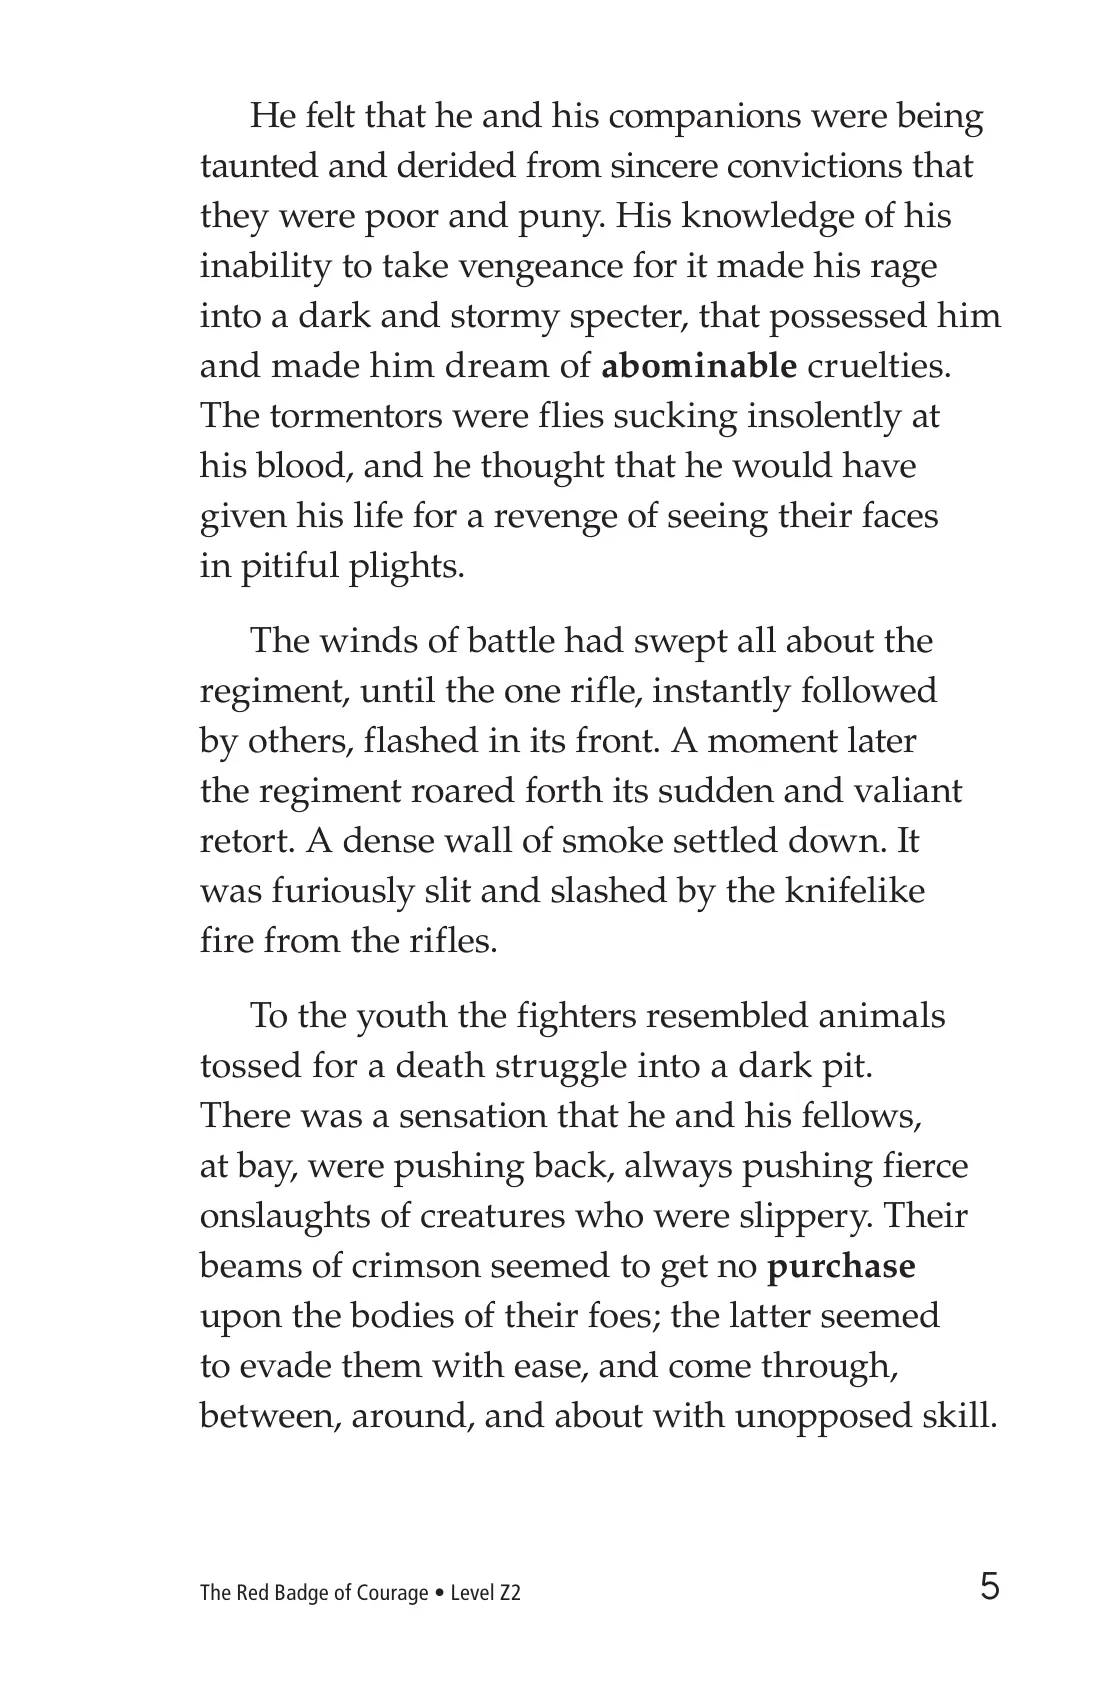 He felt that he and his companions were being
taunted and derided from sincere convictions that
they were poor and puny. His knowledge of his
inability to take vengeance for it made his rage
into a dark and stormy specter, that possessed him
and made him dream of abominable cruelties.
The tormentors were flies sucking insolently at
his blood, and he thought that he would have
given his life for a revenge of seeing their faces
in pitiful plights.
The winds of battle had swept all about the
regiment, until the one rifle, instantly followed
by others, flashed in its front. A moment later
the regiment roared forth its sudden and valiant
retort. A dense wall of smoke settled down. It
was furiously slit and slashed by the knifelike
fire from the rifles.
To the youth the fighters resembled animals
tossed for a death struggle into a dark pit.
There was a sensation that he and his fellows,
at bay, were pushing back, always pushing fierce
onslaughts of creatures who were slippery. Their
beams of crimson seemed to get no purchase
upon the bodies of their foes; the latter seemed
to evade them with ease, and come through,
between, around, and about with unopposed skill.
The Red Badge of Courage • Level Z2
5